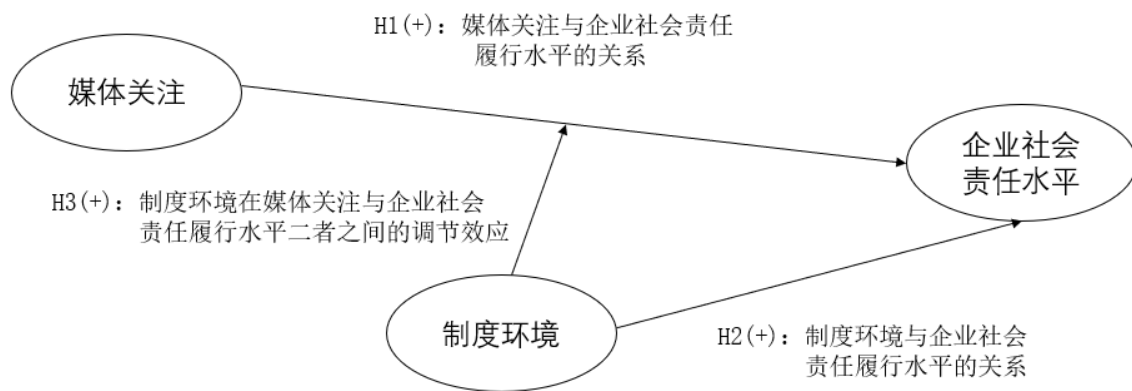 H1(+): 媒体关注与企业社会责任
履行水平的关系
媒体关注
企业社会
责任水平
H3(+): 制度环境在媒体关注与企业社会
责任履行水平二者之间的调节效应
制度环境
H2(+): 制度环境与企业社会
责任履行水平的关系